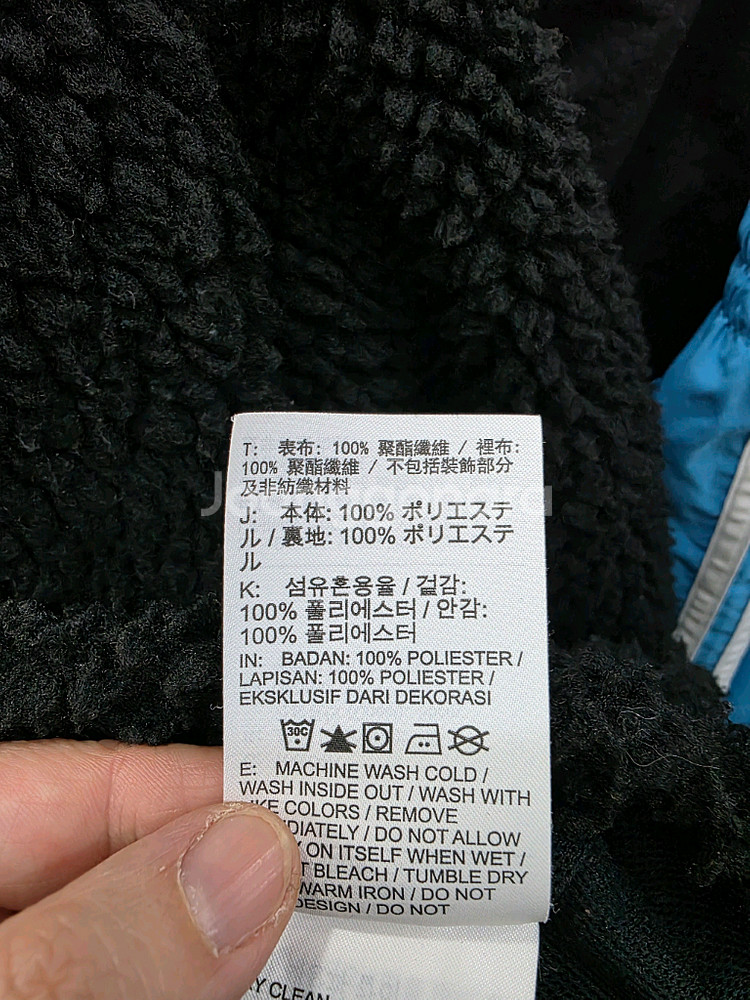 T: 表布: 100% 聚酯纖維 / 裡布:
100% 聚酯纖維 / 不包括裝飾部分
及非紡織材料
J: 本体: 100% ポリエステ
ル / 裏地: 100% ポリエステ
ル
K: 섬유혼용율 / 겉감:
100% 폴리에스터 / 안감:
100% 폴리에스터
IN: BADAN: 100% POLIESTER /
LAPISAN: 100% POLIESTER /
EKSKLUSIF DARI DEKORASI
30C
E: MACHINE WASH COLD /
WASH INSIDE OUT / WASH WITH
COLORS / REMOVE
/ DO NOT ALLOW
ON ITSELF WHEN WET /
BLEACH / TUMBLE DRY
WARM IRON / DO NOT
DESIGN / DO NOT
CLEAN